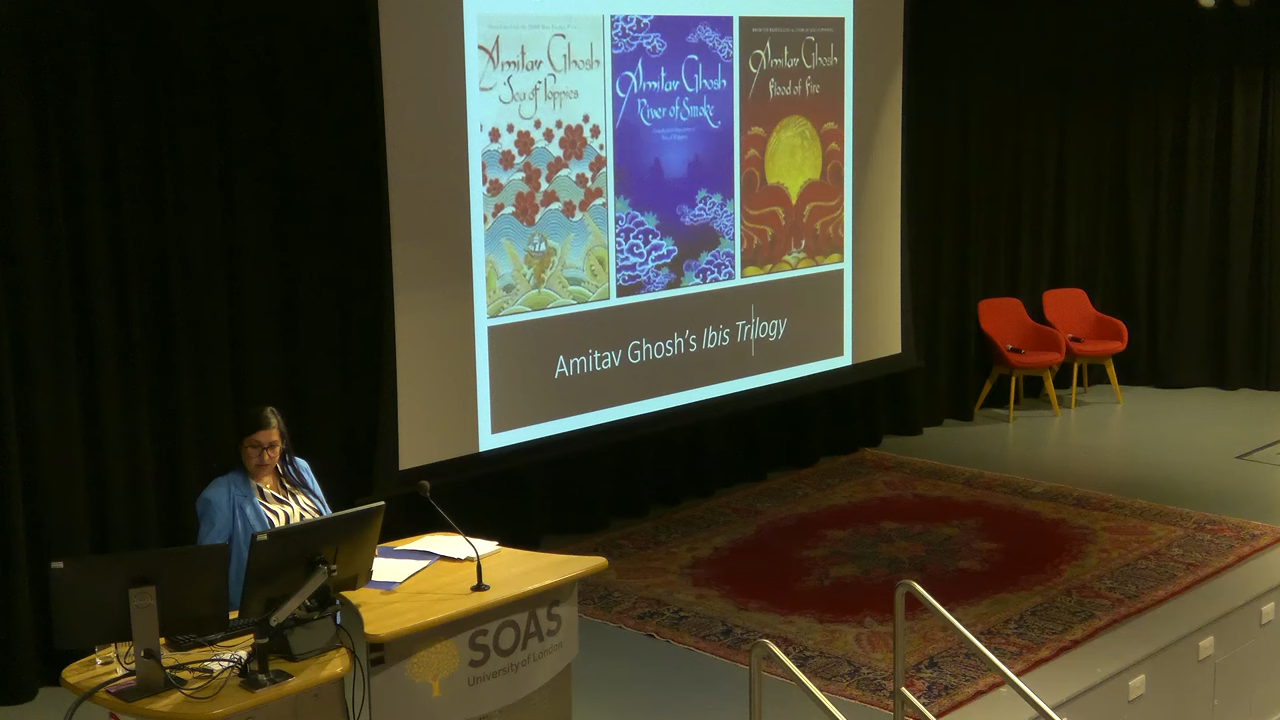 Amitav Ghosh
Sea of Poppies
Amitav Ghosh
River of Smoke
Amitav Ghosh
Flood of Fire
Amitav Ghosh's Ibis Trilogy
SOAS
University of London